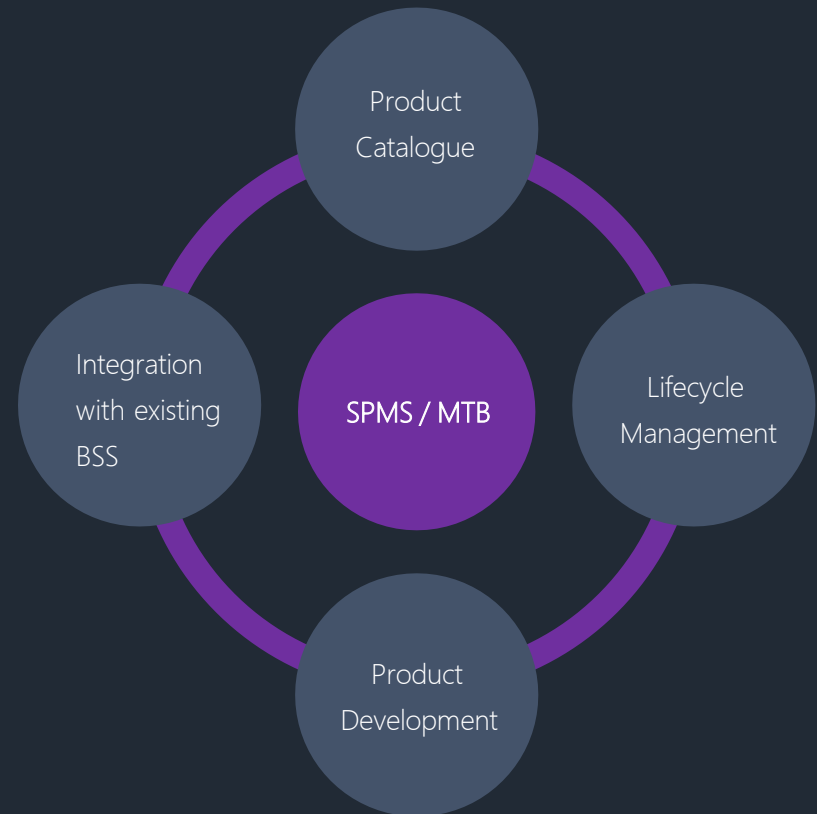 Product
Catalogue
Integration
with existing
BSS
SPMS / MTB
Lifecycle
Management
Product
Development